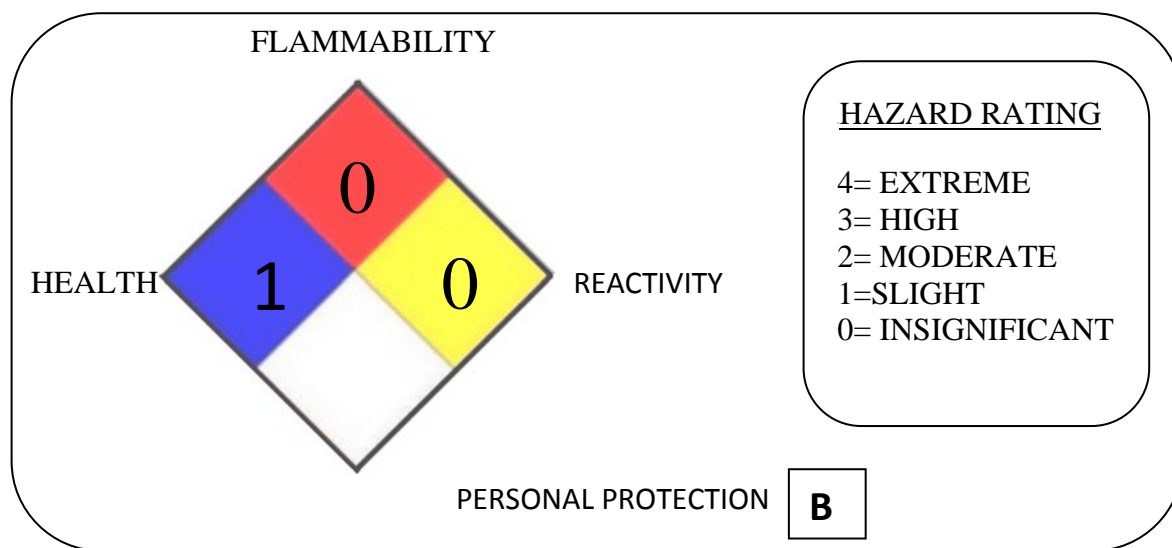 FLAMMABILITY
0
HEALTH
1
0
REACTIVITY
PERSONAL PROTECTION B
HAZARD RATING
4= EXTREME
3= HIGH
2= MODERATE
1=SLIGHT
0= INSIGNIFICANT